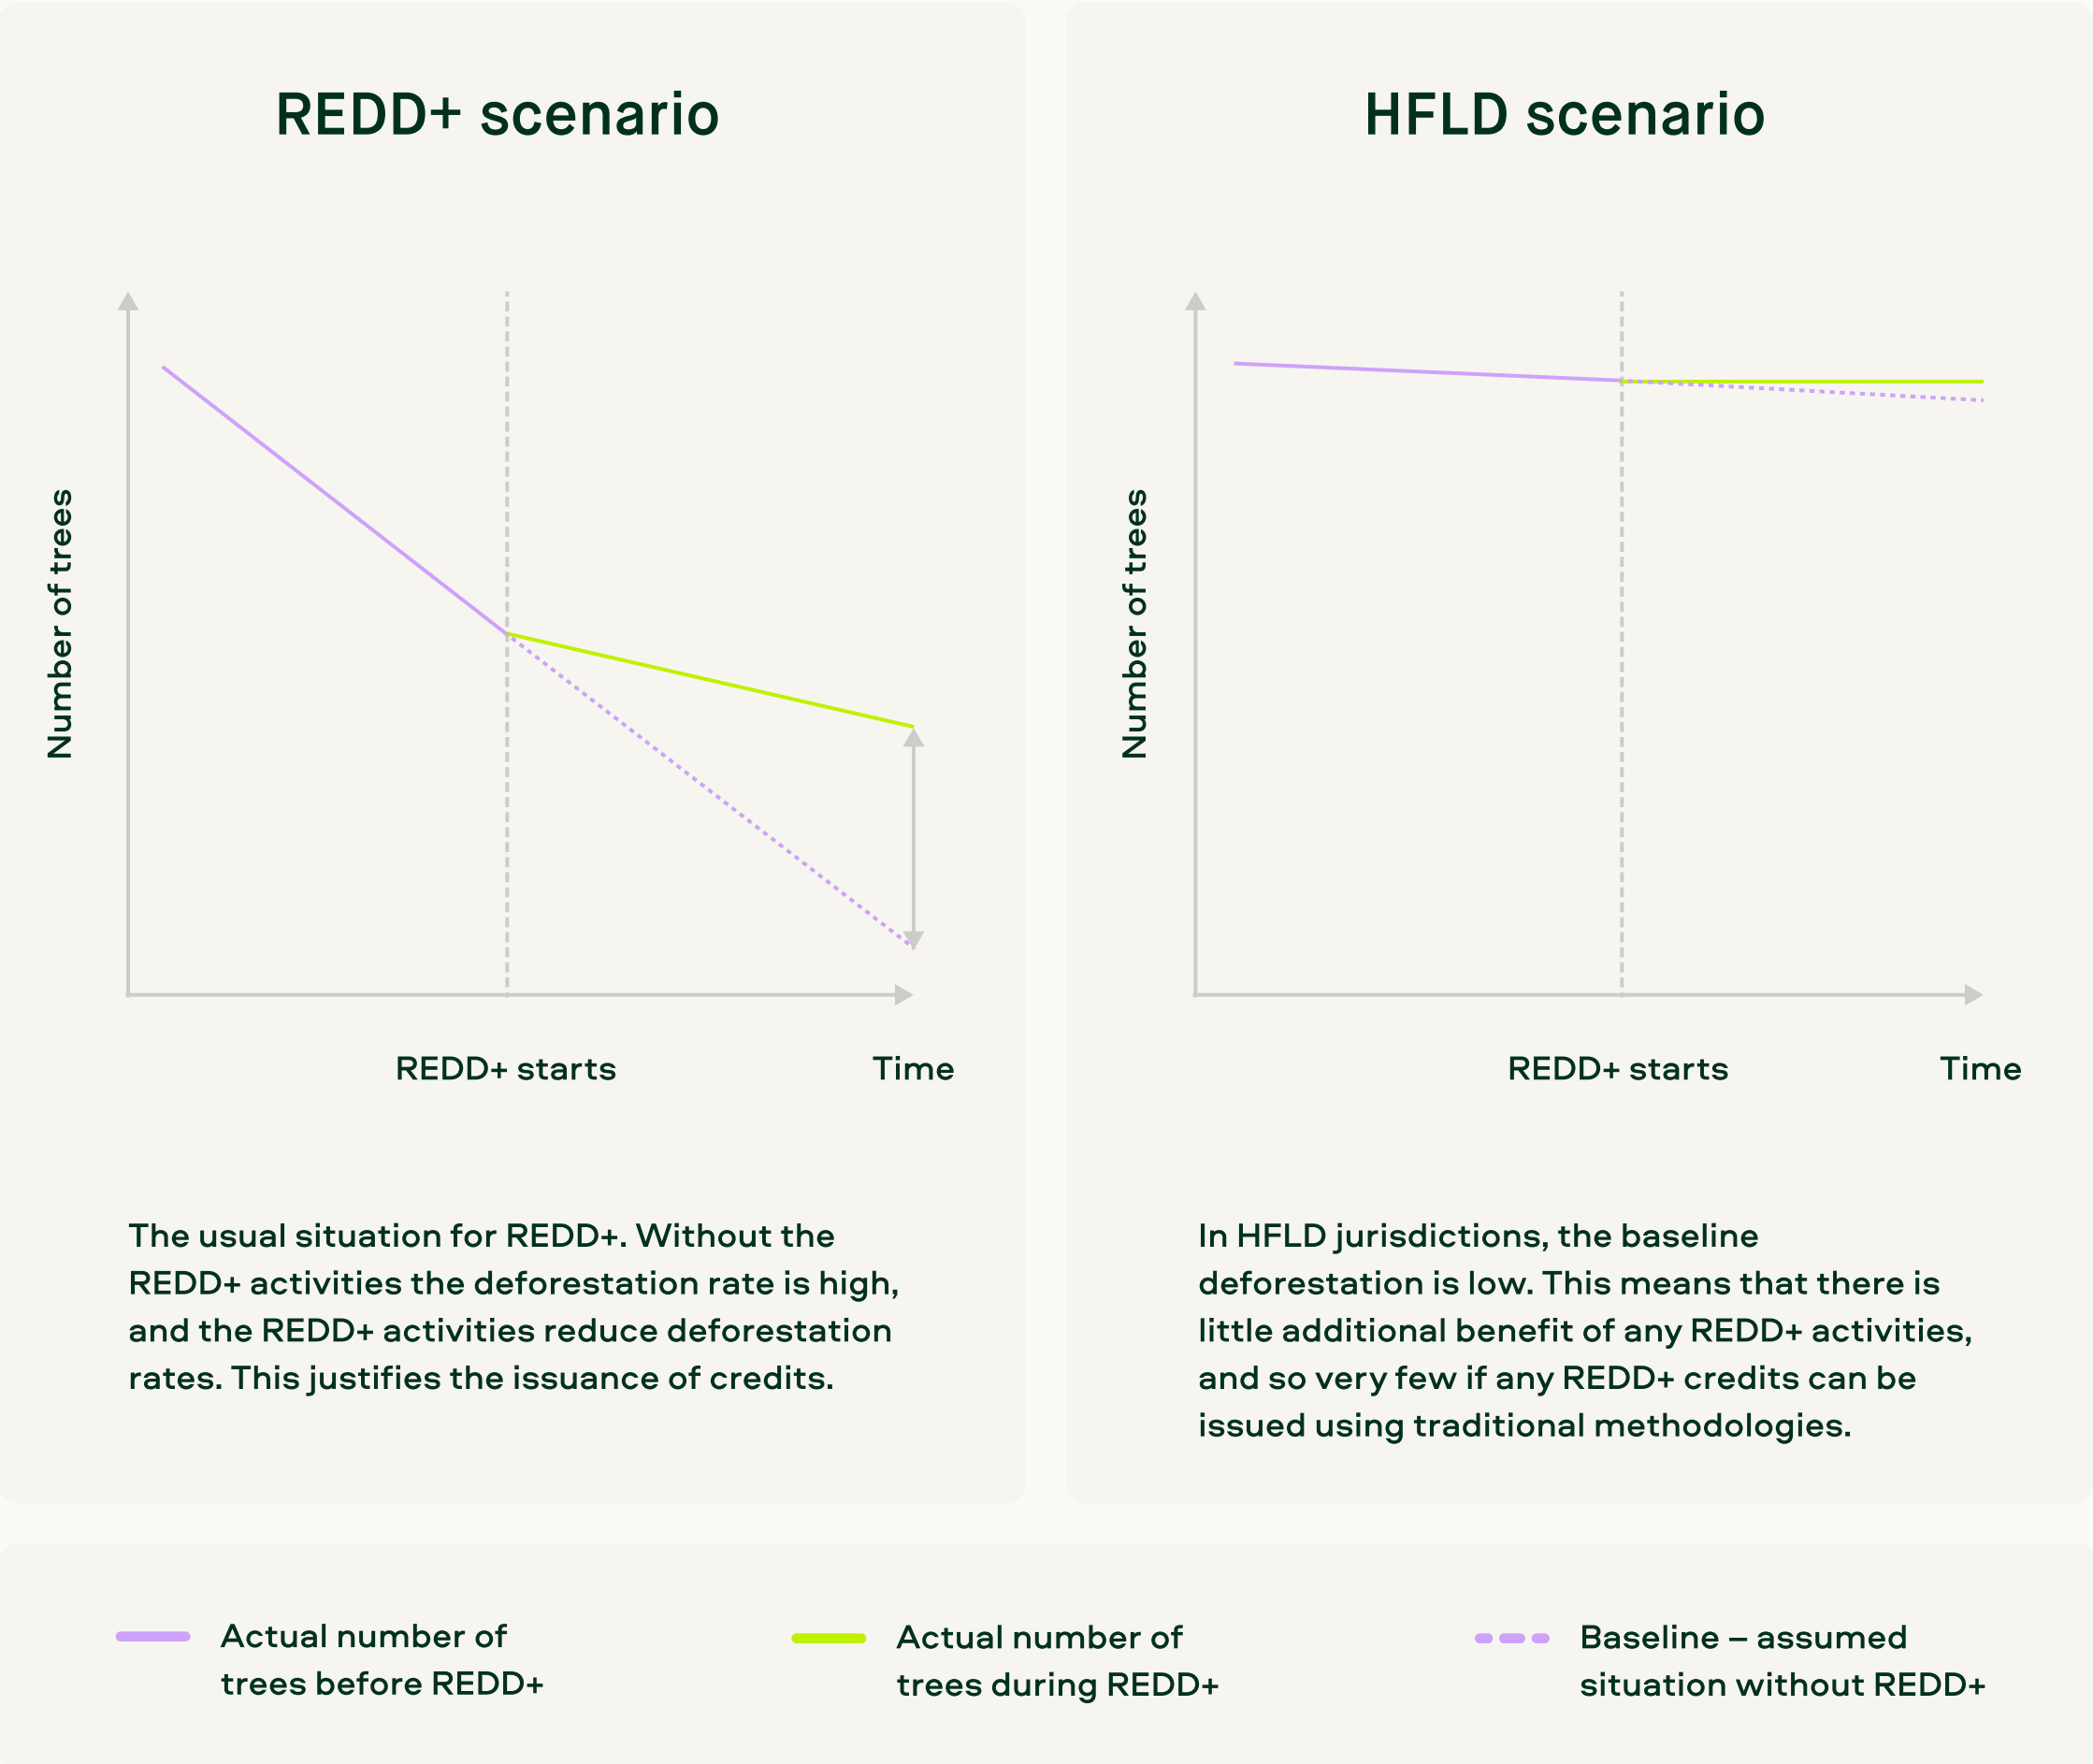 REDD+ scenario
Number of trees
REDD+ starts
Time
The usual situation for REDD+. Without the
REDD+ activities the deforestation rate is high,
and the REDD+ activities reduce deforestation
rates. This justifies the issuance of credits.
HFLD scenario
Number of trees
REDD+ starts
Time
In HFLD jurisdictions, the baseline
deforestation is low. This means that there is
little additional benefit of any REDD+ activities,
and so very few if any REDD+ credits can be
issued using traditional methodologies.
Actual number of
trees before REDD+
Actual number of
trees during REDD+
Baseline – assumed
situation without REDD+